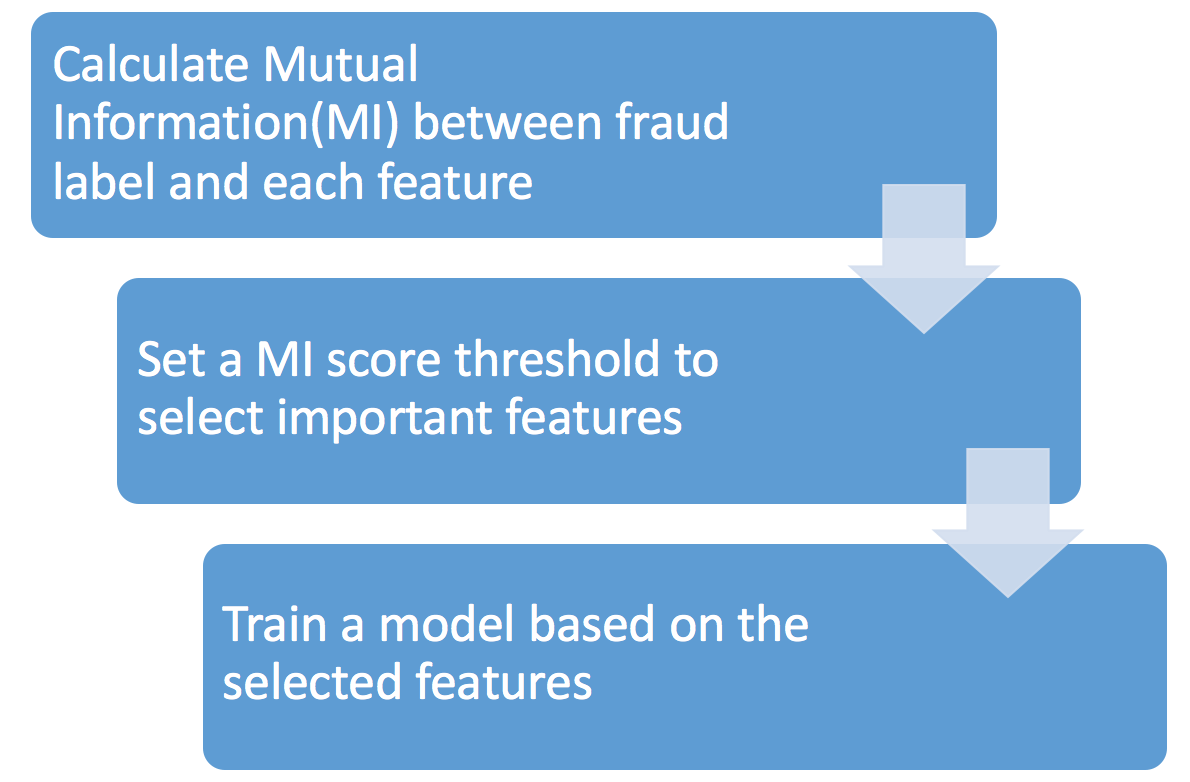 Calculate Mutual
Information(MI) between fraud
label and each feature
Set a MI score threshold to
select important features
Train a model based on the
selected features